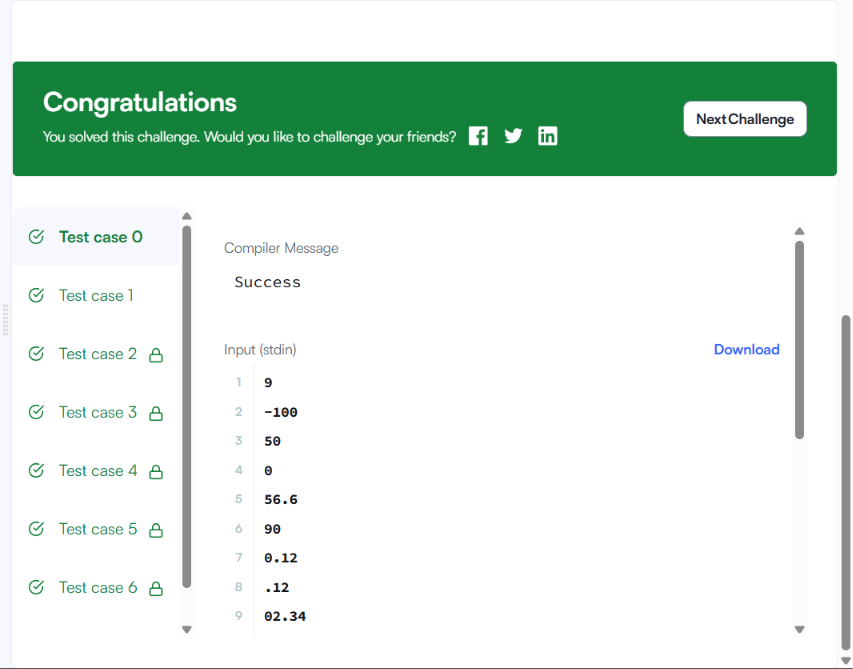 Congratulations
You solved this challenge. Would you like to challenge your friends?
Next Challenge
Test case 0
Test case 1
Test case 2
Test case 3
Test case 4
Test case 5
Test case 6
Compiler Message
Success
Input (stdin)
Download
1 9
2 -100
3 50
4 0
5 56.6
6 90
7 0.12
8 .12
9 02.34